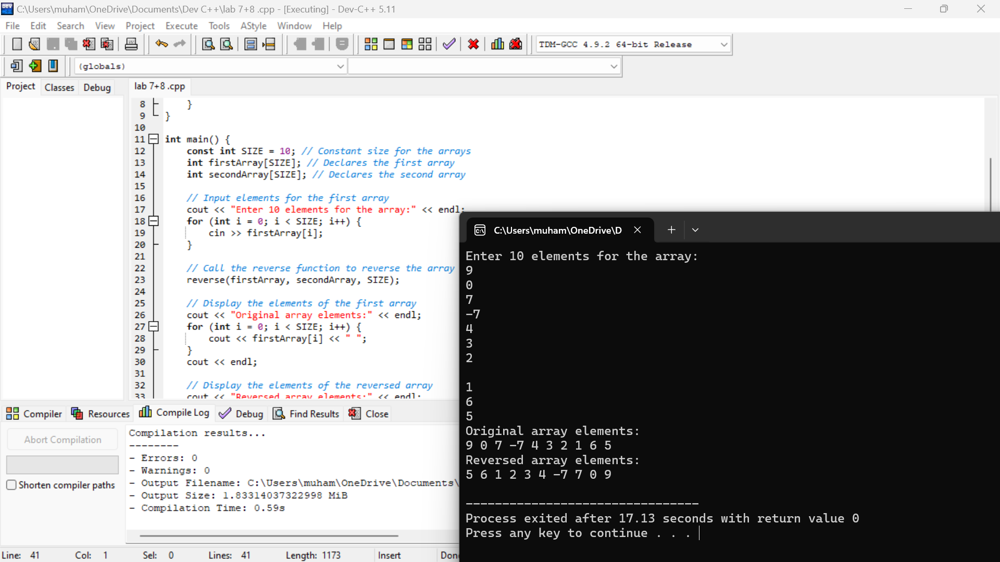 C:\Users\muham\OneDrive\Documents\Dev C++\lab 7+8 .cpp - [Executing] - Dev-C++ 5.11
File Edit Search View Project Execute Tools AStyle Window Help
TDM-GCC 4.9.2 64-bit Release
(globals)
Project Classes Debug
lab 7+8 .cpp
8 }
9 }
10
11 int main() {
12 const int SIZE = 10; // Constant size for the arrays
13 int firstArray[SIZE]; // Declares the first array
14 int secondArray[SIZE]; // Declares the second array
15
16 // Input elements for the first array
17 cout << "Enter 10 elements for the array:" << endl;
18 for (int i = 0; i < SIZE; i++) {
19 cin >> firstArray[i];
20 }
21
22 // Call the reverse function to reverse the array
23 reverse(firstArray, secondArray, SIZE);
24
25 // Display the elements of the first array
26 cout << "Original array elements:" << endl;
27 for (int i = 0; i < SIZE; i++) {
28 cout << firstArray[i] << " ";
29 }
30 cout << endl;
31
32 // Display the elements of the reversed array
33 cout << "Reversed array elements:" << endl;
Compiler Resources Compile Log Debug Find Results Close
Abort Compilation
Shorten compiler paths
Compilation results...
--------
- Errors: 0
- Warnings: 0
- Output Filename: C:\Users\muham\OneDrive\Documents\
- Output Size: 1.83314037322998 MiB
- Compilation Time: 0.59s
Line: 41 Col: 1 Sel: 0 Lines: 41 Length: 1173 Insert Don
C:\Users\muham\OneDrive\D
Enter 10 elements for the array:
9
0
7
-7
4
3
2
1
6
5
Original array elements:
9 0 7 -7 4 3 2 1 6 5
Reversed array elements:
5 6 1 2 3 4 -7 7 0 9
--------------------------------
Process exited after 17.13 seconds with return value 0
Press any key to continue . . .